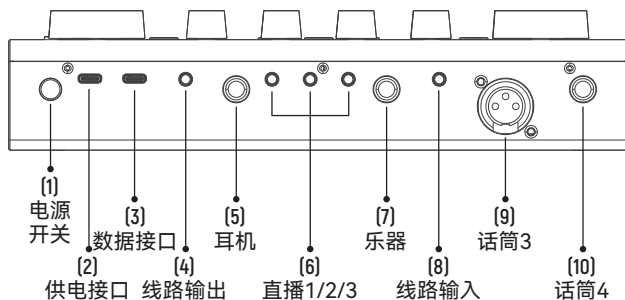 (1)
电源
开关
(2)
供电接口
(3)
数据接口
(4)
线路输出
(5)
耳机
(6)
直播1/2/3
(7)
乐器
(8)
线路输入
(9)
话筒3
(10)
话筒4